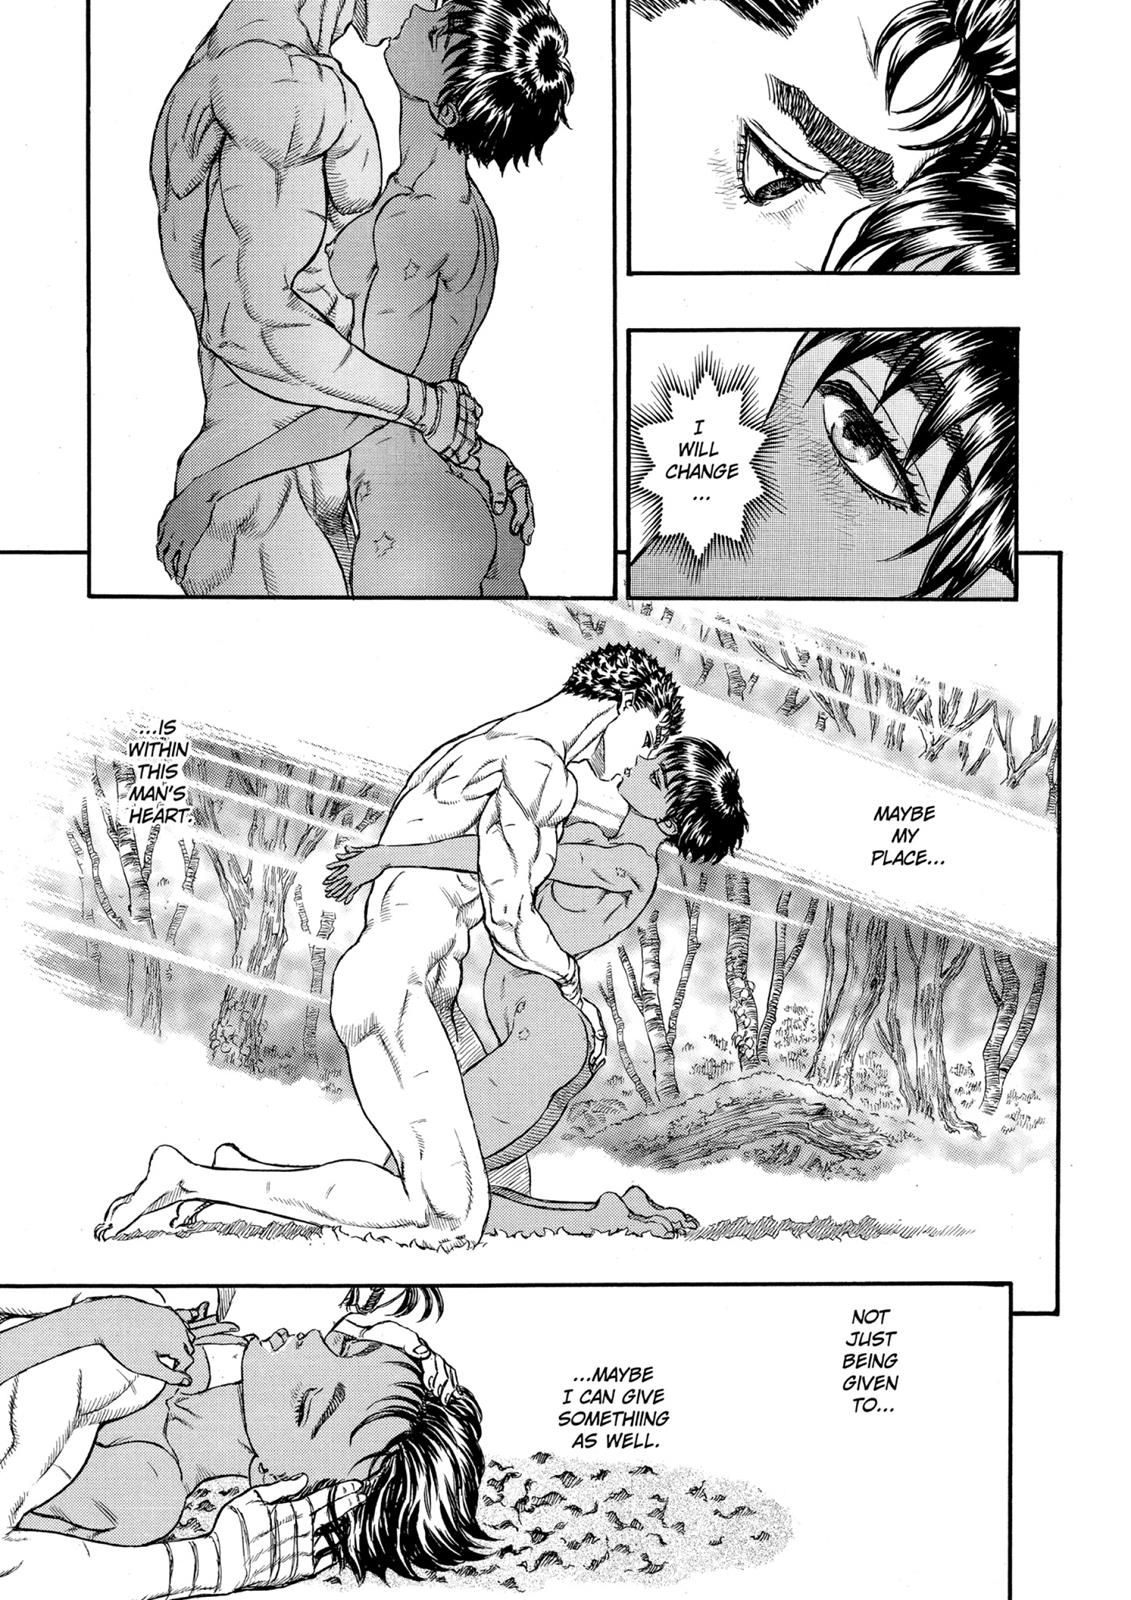 I
WILL
CHANGE
...
MAYBE
MY
PLACE...
...IS
WITHIN
THIS
MAN'S
HEART.
NOT
JUST
BEING
GIVEN
TO...
...MAYBE
I CAN GIVE
SOMETHIING
AS WELL.